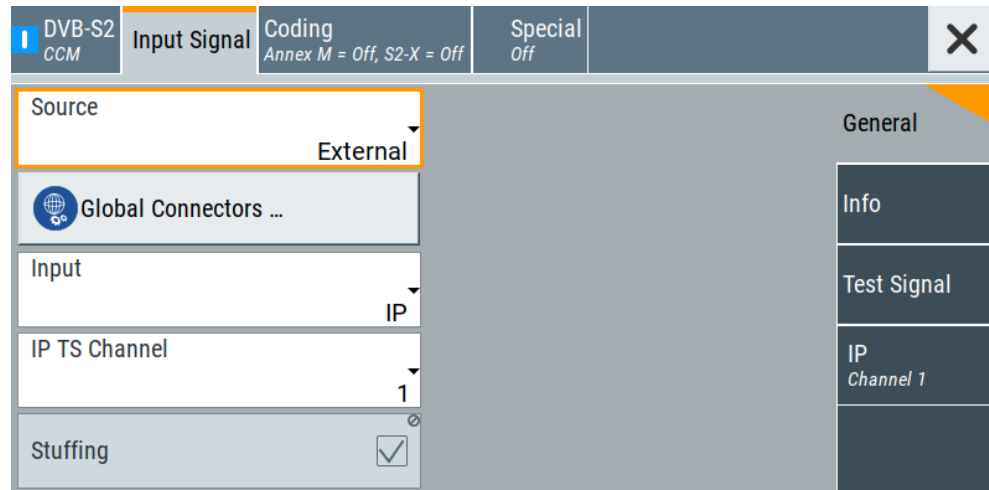 DVB-S2
CCM
Input Signal
Coding
Annex M = Off, S2-X = Off
Special
Off
Source
External
Global Connectors ...
Input
IP
IP TS Channel
1
Stuffing
General
Info
Test Signal
IP
Channel 1